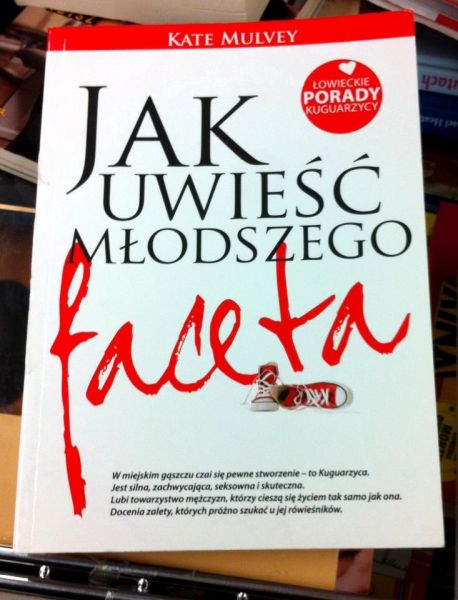 KATE MULVEY
ŁOWIECKIE
PORADY
KUGUARZYCY
JAK
UWIEŚĆ
MŁODSZEGO
faceta
W miejskim gąszczu czai się pewne stworzenie – to Kuguarzyca.
Jest silna, zachwycająca, seksowna i skuteczna.
Lubi towarzystwo mężczyzn, którzy cieszą się życiem tak samo jak ona.
Docenia zalety, których próżno szukać u jej rówieśników.